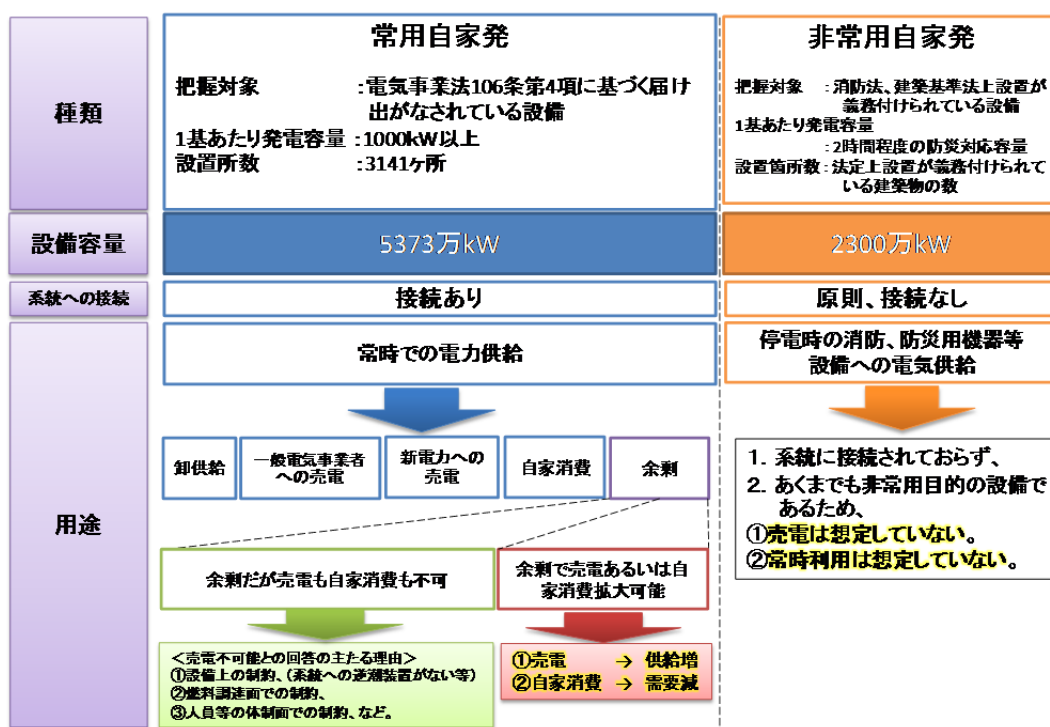 種類
常用自家発
把握対象 :電気事業法106条第4項に基づく届け
出がなされている設備
1基あたり発電容量 :1000kW以上
設置所数 :3141ヶ所
非常用自家発
把握対象 :消防法、建築基準法上設置が
義務付けられている設備
1基あたり発電容量
:2時間程度の防災対応容量
設置箇所数:法定上設置が義務付けられて
いる建築物の数
設備容量
5373万kW
2300万kW
系統への接続
接続あり
原則、接続なし
用途
常時での電力供給
停電時の消防、防災用機器等
設備への電気供給
卸供給
一般電気事業者
への売電
新電力への
売電
自家消費
余剰
余剰だが売電も自家消費も不可
余剰で売電あるいは自
家消費拡大可能
<売電不可能との回答の主たる理由>
①設備上の制約、(系統への逆潮装置がない等)
②燃料調達面での制約、
③人員等の体制面での制約、など。
①売電 → 供給増
②自家消費 → 需要減
1. 系統に接続されておらず、
2. あくまでも非常用目的の設備で
あるため、
①売電は想定していない。
②常時利用は想定していない。